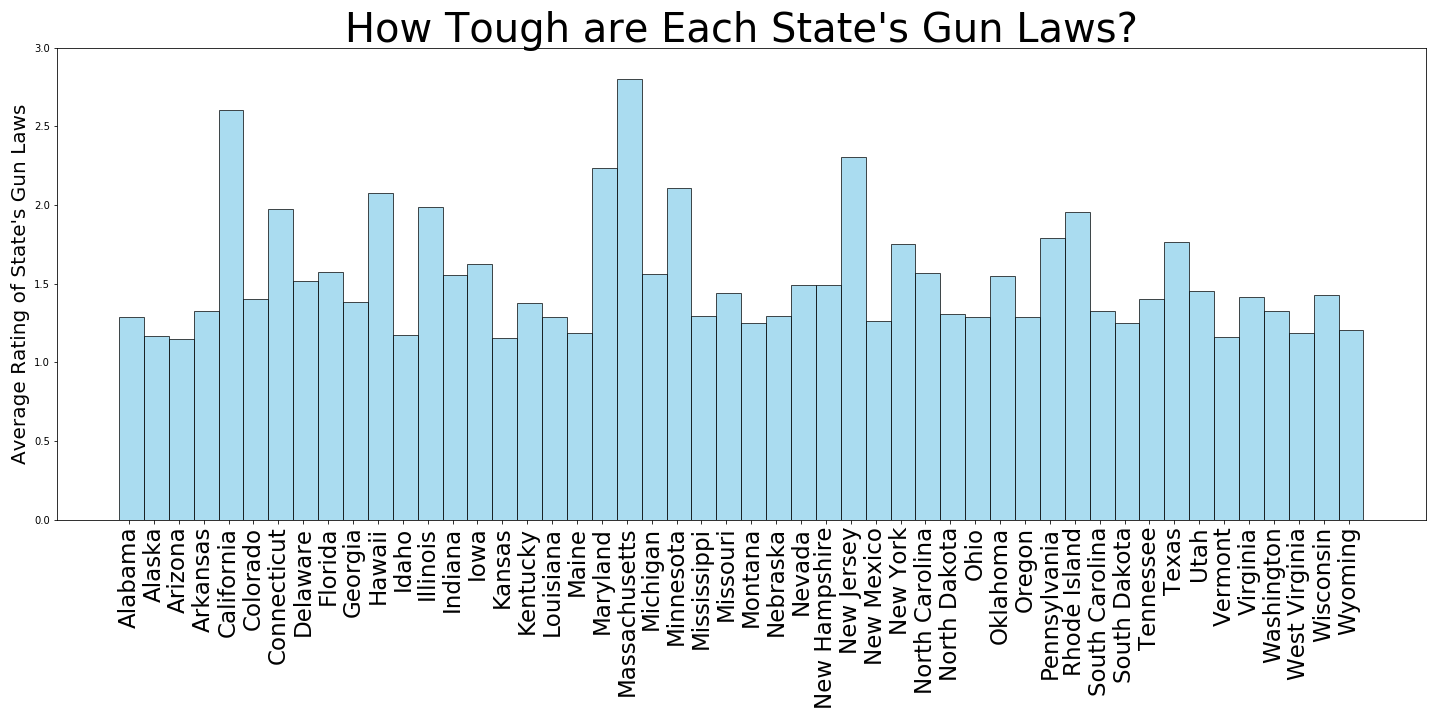 How Tough are Each State's Gun Laws?
Average Rating of State's Gun Laws
3.0
2.5
2.0
1.5
1.0
0.5
0.0
Alabama
Alaska
Arizona
Arkansas
California
Colorado
Connecticut
Delaware
Florida
Georgia
Hawaii
Idaho
Illinois
Indiana
Iowa
Kansas
Kentucky
Louisiana
Maine
Maryland
Massachusetts
Michigan
Minnesota
Mississippi
Missouri
Montana
Nebraska
Nevada
New Hampshire
New Jersey
New Mexico
New York
North Carolina
North Dakota
Ohio
Oklahoma
Oregon
Pennsylvania
Rhode Island
South Carolina
South Dakota
Tennessee
Texas
Utah
Vermont
Virginia
Washington
West Virginia
Wisconsin
Wyoming